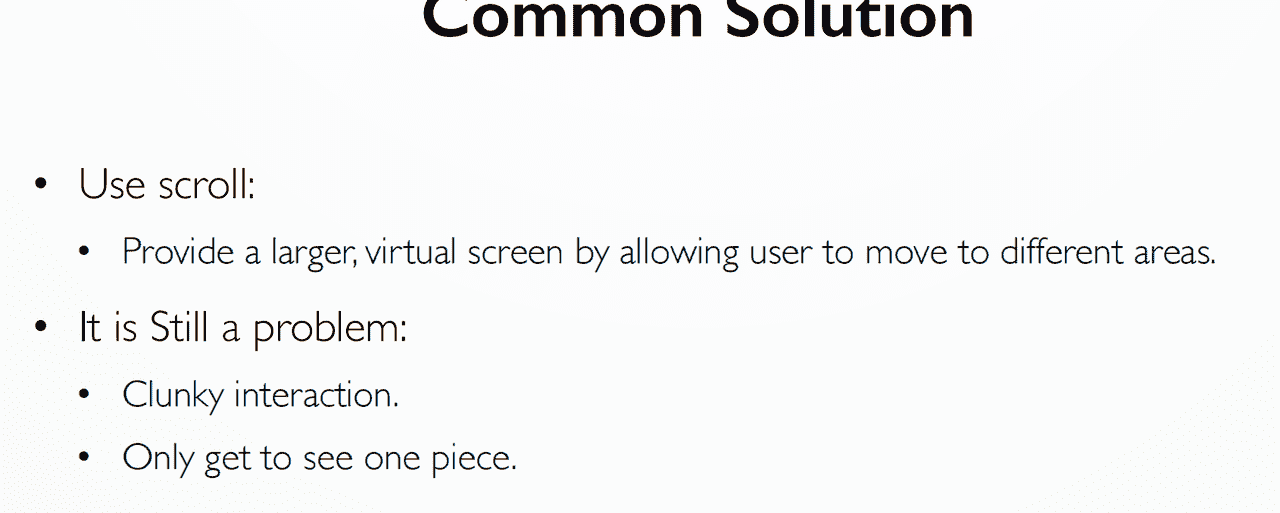 Common Solution
• Use scroll:
• Provide a larger, virtual screen by allowing user to move to different areas.
• It is Still a problem:
• Clunky interaction.
• Only get to see one piece.